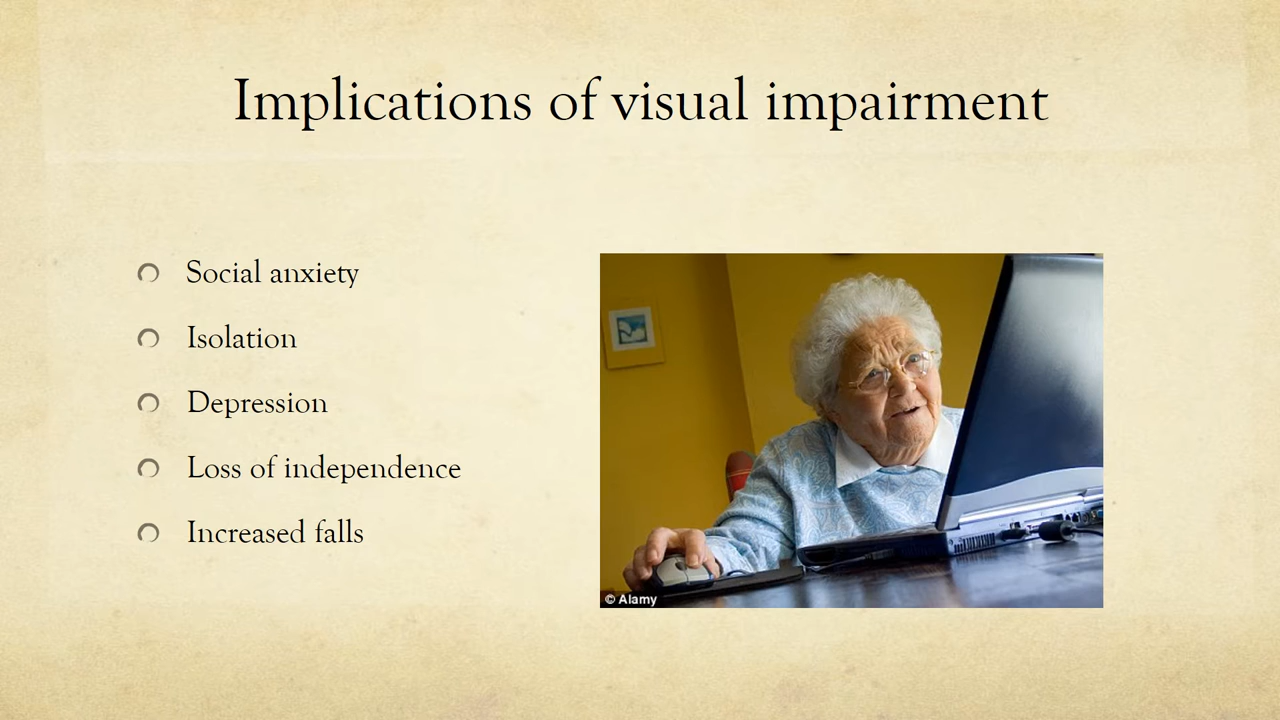 Implications of visual impairment
Social anxiety
Isolation
Depression
Loss of independence
Increased falls
© Alamy